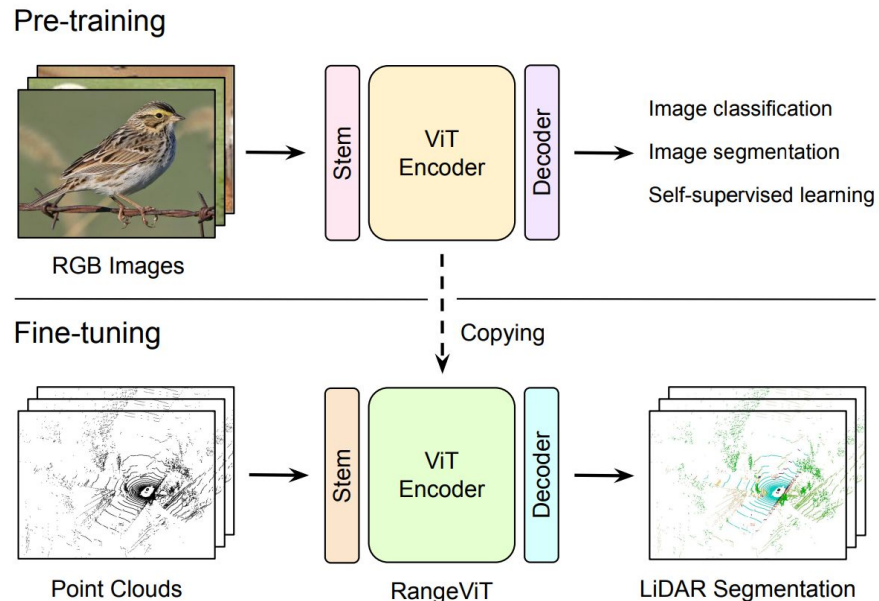 Pre-training
Stem
ViT
Encoder
Decoder
Image classification
Image segmentation
Self-supervised learning
RGB Images
Fine-tuning
Copying
Stem
ViT
Encoder
Decoder
Point Clouds
RangeViT
LiDAR Segmentation